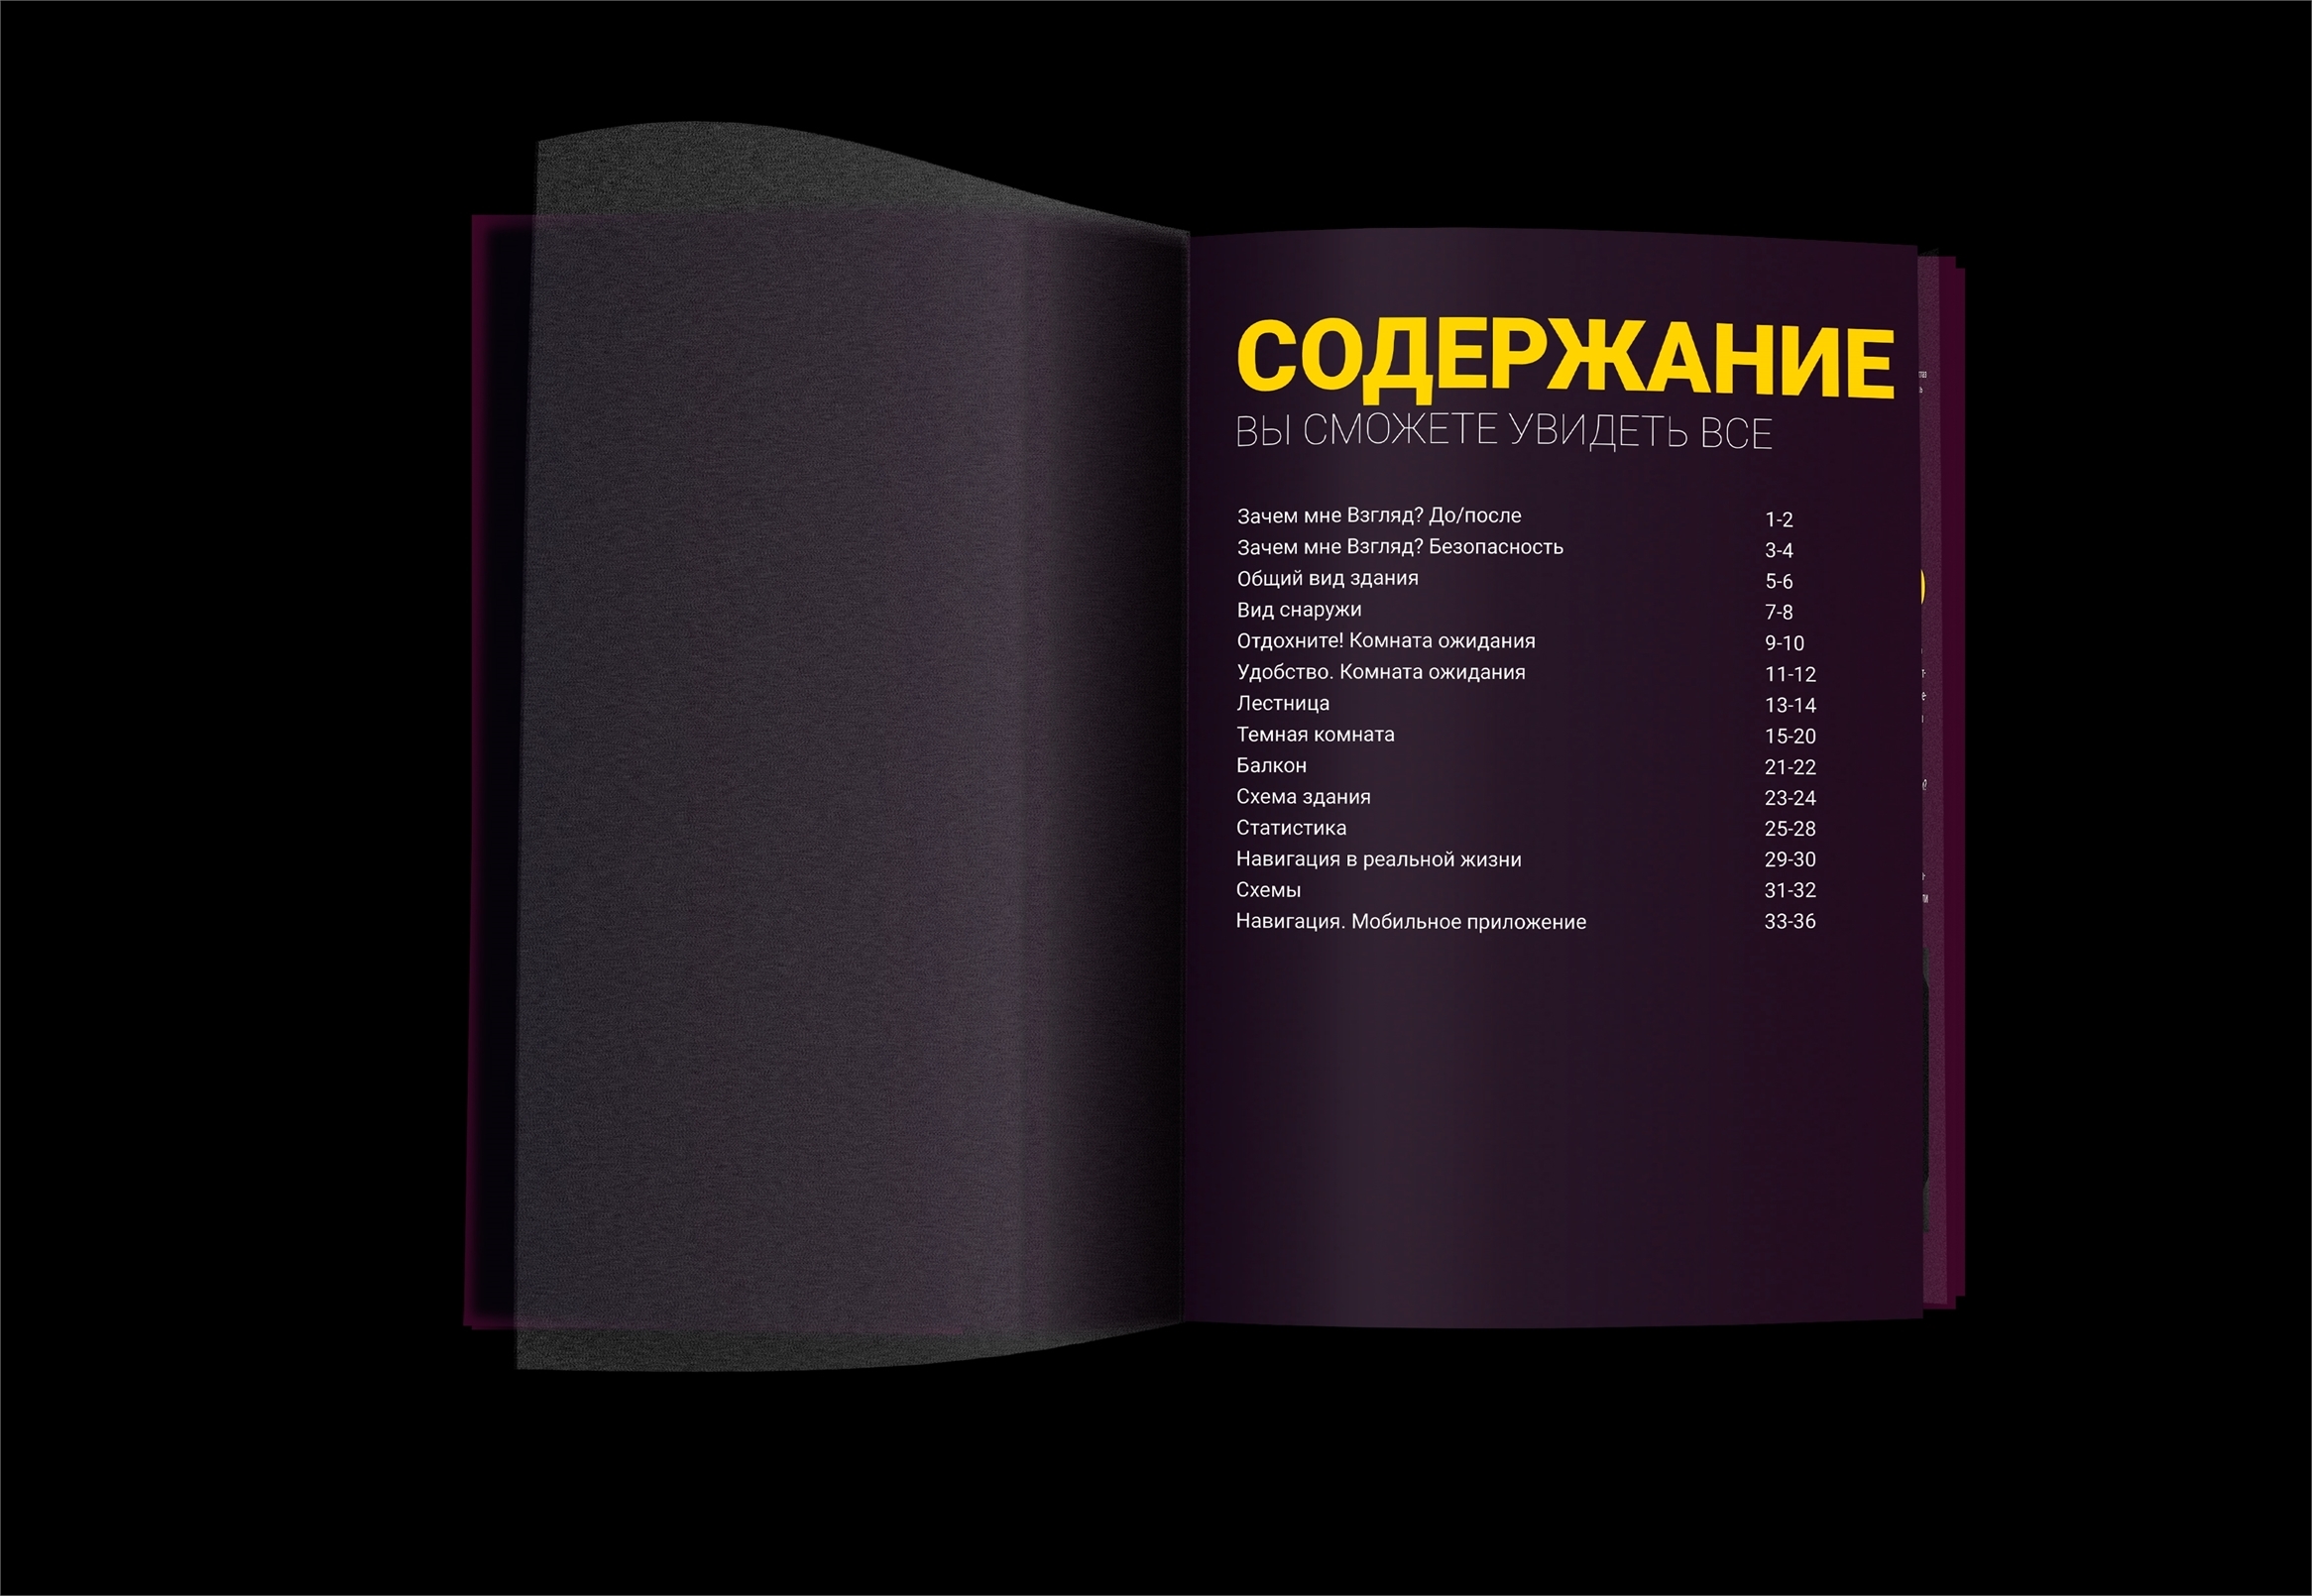 СОДЕРЖАНИЕ
ВЫ СМОЖЕТЕ УВИДЕТЬ ВСЕ
Зачем мне Взгляд? До/после 1-2
Зачем мне Взгляд? Безопасность 3-4
Общий вид здания 5-6
Вид снаружи 7-8
Отдохните! Комната ожидания 9-10
Удобство. Комната ожидания 11-12
Лестница 13-14
Темная комната 15-20
Балкон 21-22
Схема здания 23-24
Статистика 25-28
Навигация в реальной жизни 29-30
Схемы 31-32
Навигация. Мобильное приложение 33-36